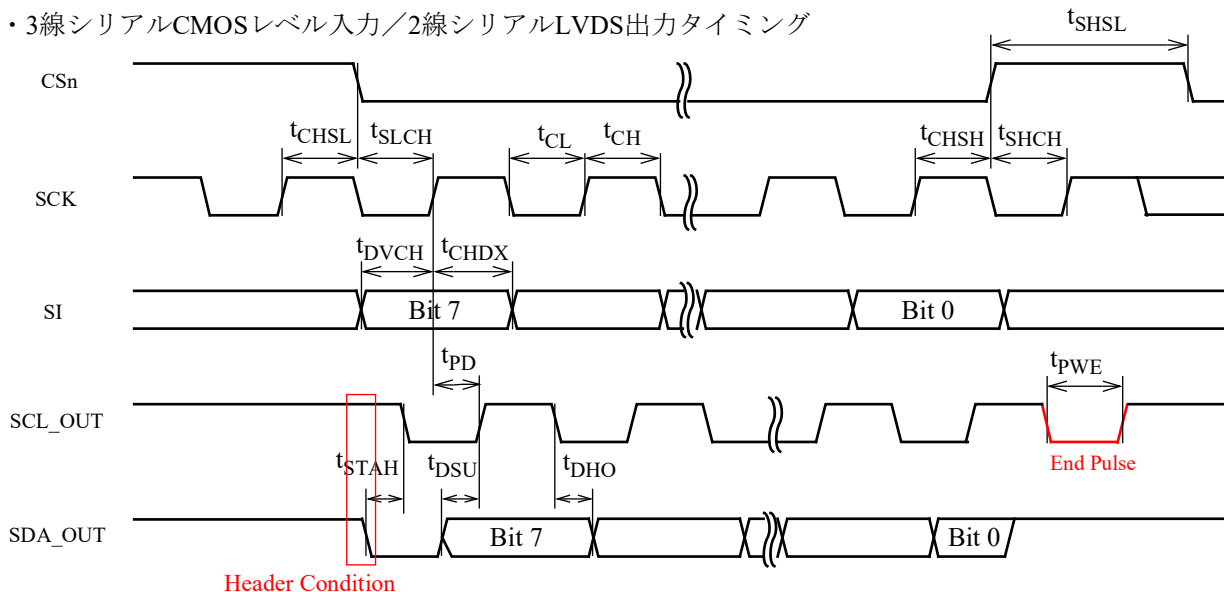 ・3線シリアルCMOSレベル入力／2線シリアルLVDS出力タイミング
tSHSL
CSn
tCHSL tSLCH tCL tCH tCHSH tSHCH
SCK
tDVCH tCHDX
SI Bit 7 Bit 0
tPD tPWE
SCL_OUT
End Pulse
tSTAH tDSU tDHO
SDA_OUT Bit 7 Bit 0
Header Condition